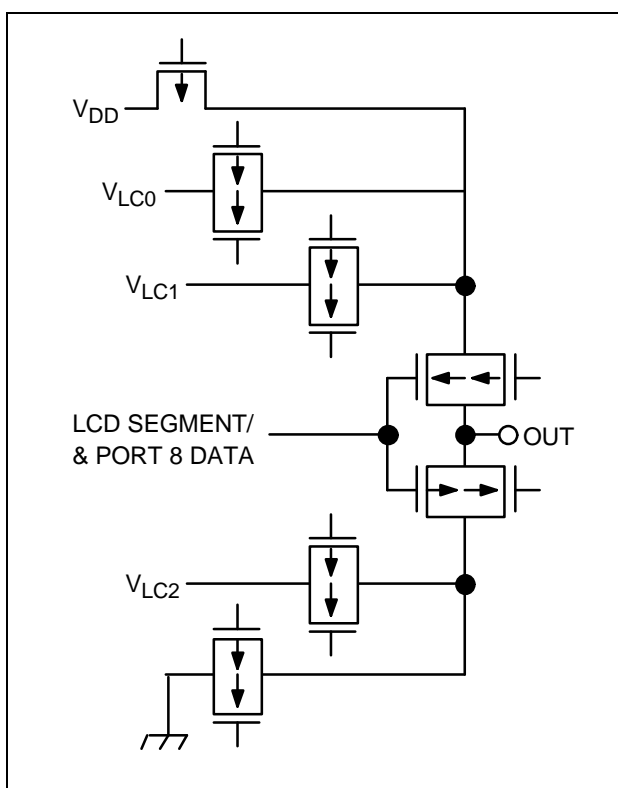 VDD
VLC0
VLC1
LCD SEGMENT/
& PORT 8 DATA
OUT
VLC2